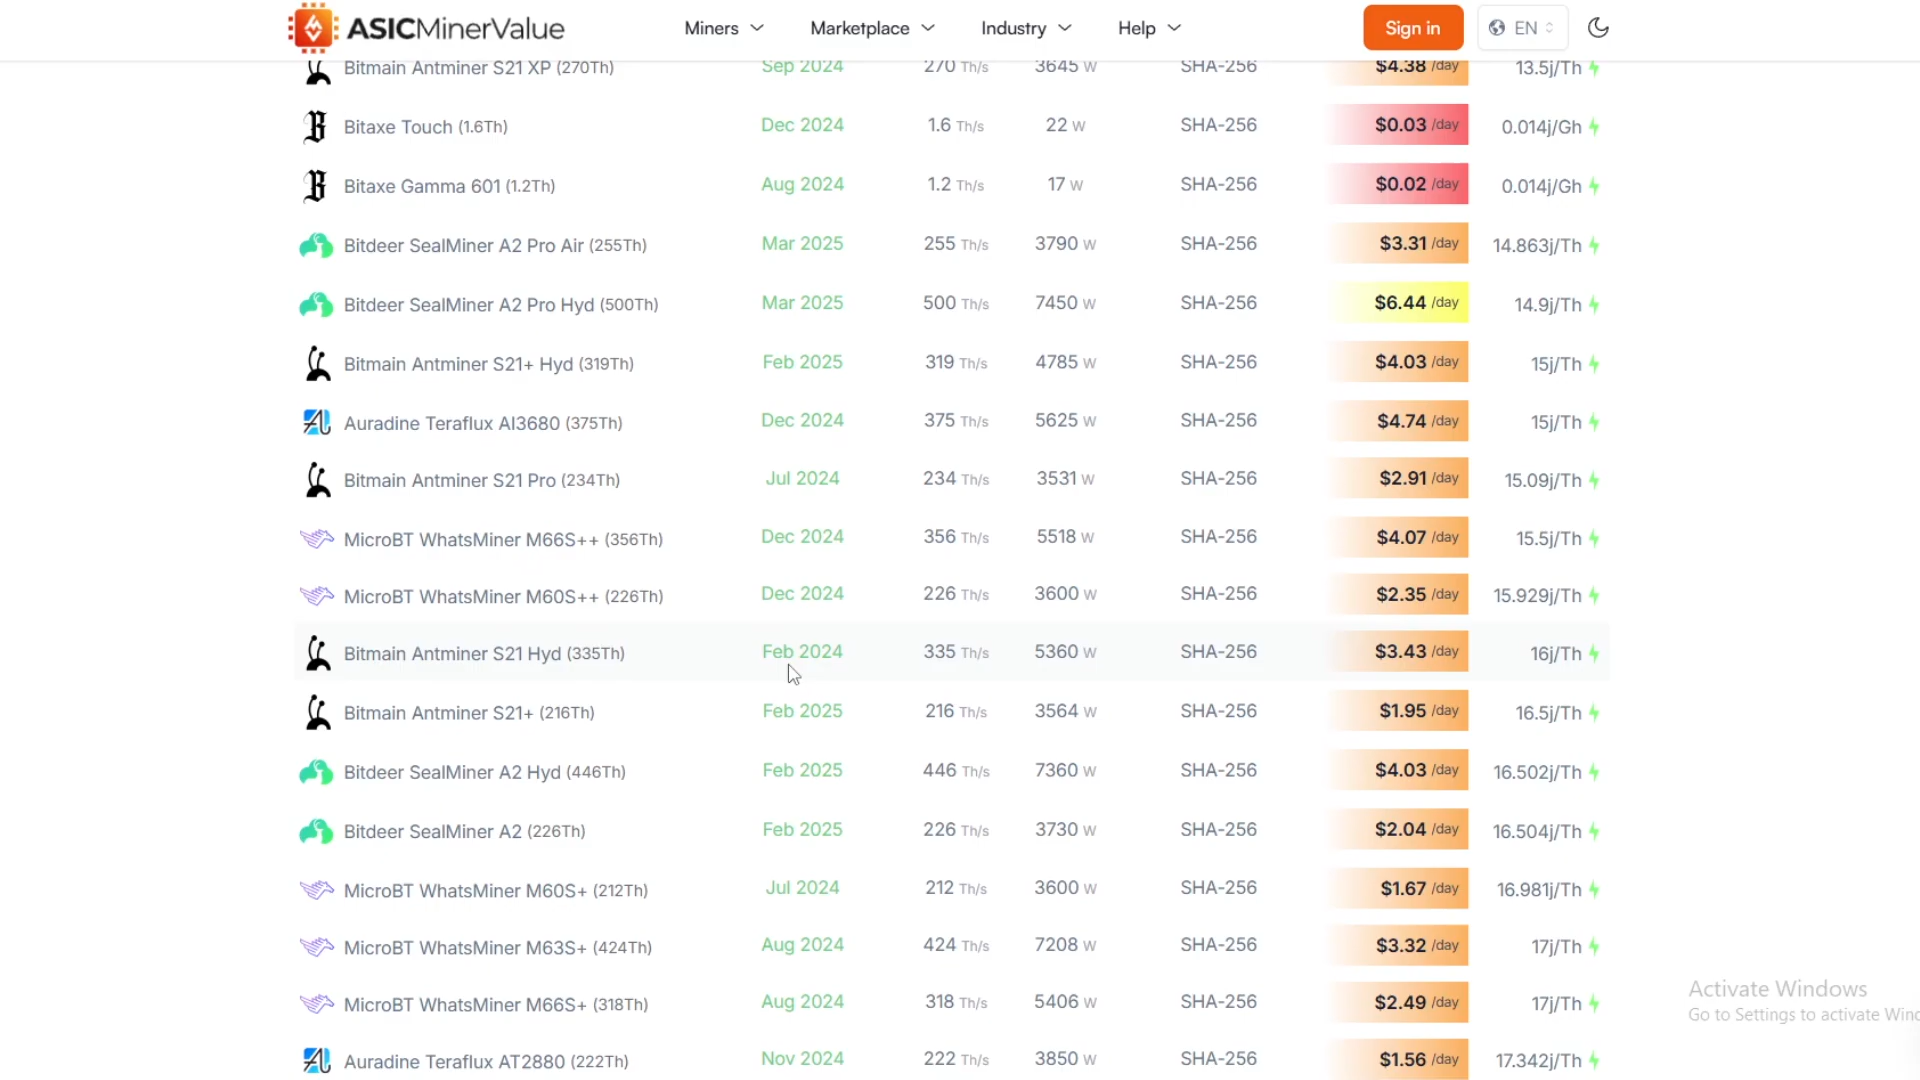 ASICMinerValue Miners Marketplace Industry Help Sign in EN
Bitmain Antminer S21 XP (270Th) Sep 2024 270 Th/s 3645 W SHA-256 $4.38 /day 13.5j/Th
Bitaxe Touch (1.6Th) Dec 2024 1.6 Th/s 22 W SHA-256 $0.03 /day 0.014j/Gh
Bitaxe Gamma 601 (1.2Th) Aug 2024 1.2 Th/s 17 W SHA-256 $0.02 /day 0.014j/Gh
Bitdeer SealMiner A2 Pro Air (255Th) Mar 2025 255 Th/s 3790 W SHA-256 $3.31 /day 14.863j/Th
Bitdeer SealMiner A2 Pro Hyd (500Th) Mar 2025 500 Th/s 7450 W SHA-256 $6.44 /day 14.9j/Th
Bitmain Antminer S21+ Hyd (319Th) Feb 2025 319 Th/s 4785 W SHA-256 $4.03 /day 15j/Th
Auradine Teraflux AI3680 (375Th) Dec 2024 375 Th/s 5625 W SHA-256 $4.74 /day 15j/Th
Bitmain Antminer S21 Pro (234Th) Jul 2024 234 Th/s 3531 W SHA-256 $2.91 /day 15.09j/Th
MicroBT WhatsMiner M66S++ (356Th) Dec 2024 356 Th/s 5518 W SHA-256 $4.07 /day 15.5j/Th
MicroBT WhatsMiner M60S++ (226Th) Dec 2024 226 Th/s 3600 W SHA-256 $2.35 /day 15.929j/Th
Bitmain Antminer S21 Hyd (335Th) Feb 2024 335 Th/s 5360 W SHA-256 $3.43 /day 16j/Th
Bitmain Antminer S21+ (216Th) Feb 2025 216 Th/s 3564 W SHA-256 $1.95 /day 16.5j/Th
Bitdeer SealMiner A2 Hyd (446Th) Feb 2025 446 Th/s 7360 W SHA-256 $4.03 /day 16.502j/Th
Bitdeer SealMiner A2 (226Th) Feb 2025 226 Th/s 3730 W SHA-256 $2.04 /day 16.504j/Th
MicroBT WhatsMiner M60S+ (212Th) Jul 2024 212 Th/s 3600 W SHA-256 $1.67 /day 16.981j/Th
MicroBT WhatsMiner M63S+ (424Th) Aug 2024 424 Th/s 7208 W SHA-256 $3.32 /day 17j/Th
MicroBT WhatsMiner M66S+ (318Th) Aug 2024 318 Th/s 5406 W SHA-256 $2.49 /day 17j/Th
Auradine Teraflux AT2880 (222Th) Nov 2024 222 Th/s 3850 W SHA-256 $1.56 /day 17.342j/Th
Activate Windows
Go to Settings to activate Winc